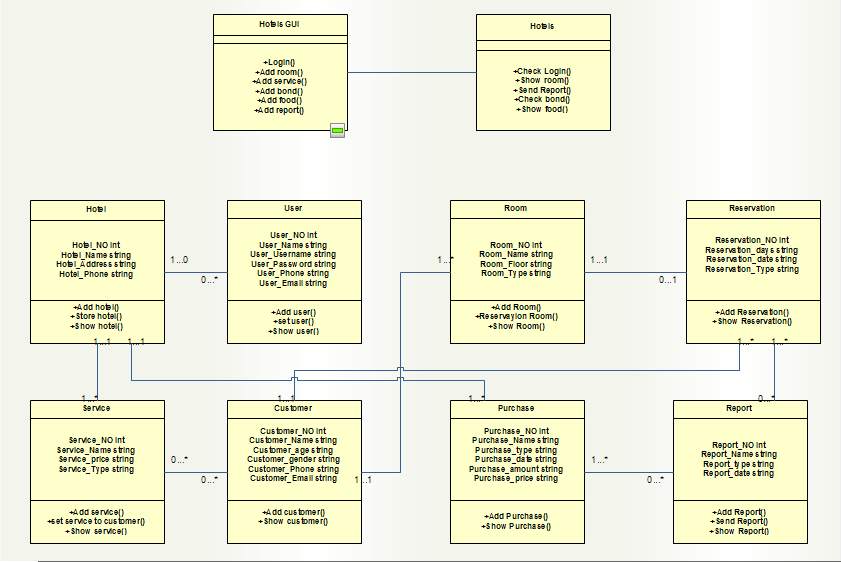 Hotels GUI
+Login()
+Add room()
+Add service()
+Add bond()
+Add food()
+Add report()
Hotels
+Check Login()
+Show room()
+Send Report()
+Check bond()
+Show food()
Hotel
Hotel_NO int
Hotel_Name string
Hotel_Address string
Hotel_Phone string
+Add hotel()
+Store hotel()
+Show hotel()
1...0
0...*
User
User_NO int
User_Name string
User_Username string
User_Password string
User_Phone string
User_Email string
+Add user()
+set user()
+Show user()
1...*
Room
Room_NO int
Room_Name string
Room_Floor string
Room_Type string
+Add Room()
+Reservayion Room()
+Show Room()
1...1
0...1
Reservation
Reservation_NO int
Reservation_days string
Reservation_date string
Reservation_Type string
+Add Reservation()
+Show Reservation()
1...1
1...1
1...*
1...*
1...*
1...1
1...*
0...*
Service
Service_NO int
Service_Name string
Service_price string
Service_Type string
+Add service()
+set service to customer()
+Show service()
0...*
0...*
Customer
Customer_NO int
Customer_Name string
Customer_age string
Customer_gender string
Customer_Phone string
Customer_Email string
+Add customer()
+Show customer()
1...1
Purchase
Purchase_NO int
Purchase_Name string
Purchase_type string
Purchase_date string
Purchase_amount string
Purchase_price string
+Add Purchase()
+Show Purchase()
1...*
0...*
Report
Report_NO int
Report_Name string
Report_type string
Report_date string
+Add Report()
+Send Report()
+Show Report()